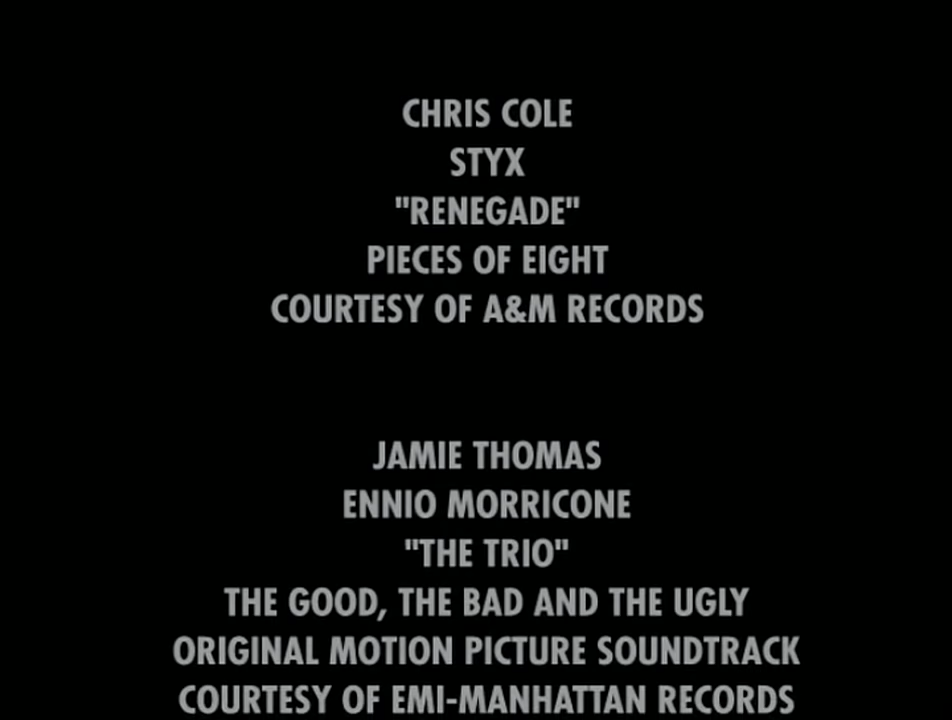 CHRIS COLE
STYX
"RENEGADE"
PIECES OF EIGHT
COURTESY OF A&M RECORDS
JAMIE THOMAS
ENNIO MORRICONE
"THE TRIO"
THE GOOD, THE BAD AND THE UGLY
ORIGINAL MOTION PICTURE SOUNDTRACK
COURTESY OF EMI-MANHATTAN RECORDS